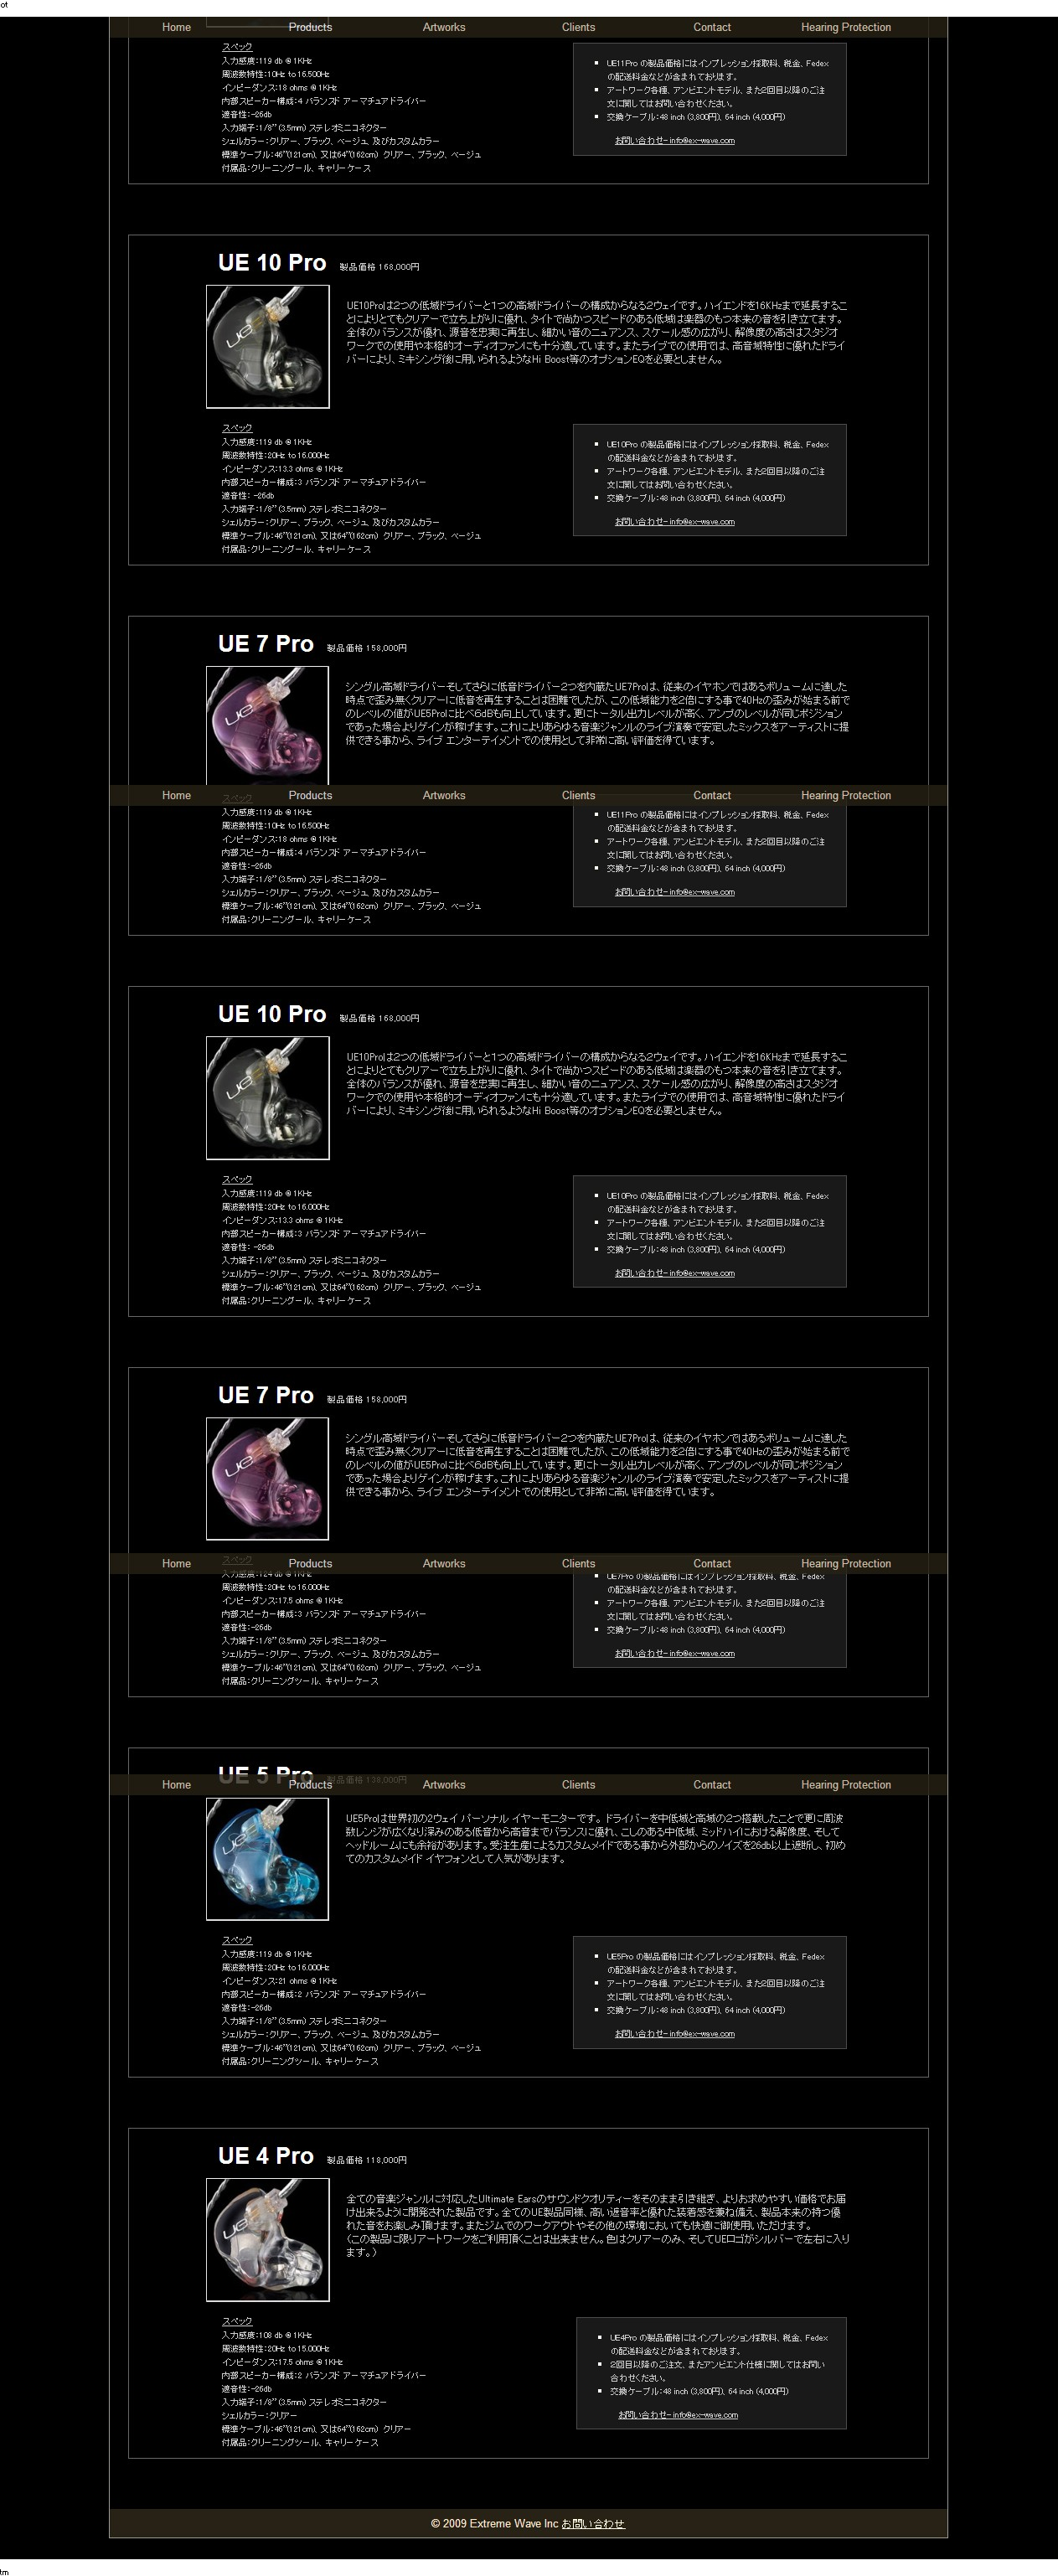 ot
Home Products Artworks Clients Contact Hearing Protection
スペック
入力感度：119 db @ 1KHz
周波数特性：10Hz to 16.500Hz
インピーダンス：18 ohms @ 1KHz
内部スピーカー構成：4 バランスド アーマチュアドライバー
遮音性：-26db
入力端子：1/8”(3.5mm) ステレオミニコネクター
シェルカラー：クリアー、ブラック、ベージュ、及びカスタムカラー
標準ケーブル：46”(121cm)、又は64”(162cm) クリアー、ブラック、ベージュ
付属品：クリーニングール、キャリーケース
UE11Pro の製品価格にはインプレッション採取料、税金、Fedex
の配送料金などが含まれております。
アートワーク各種、アンビエントモデル、また2回目以降のご注
文に関してはお問い合わせください。
交換ケーブル：48 inch (3,800円)、64 inch (4,000円)
お問い合わせ- info@ex-wave.com
UE 10 Pro 製品価格 168,000円
UE10Proは2つの低域ドライバーと1つの高域ドライバーの構成からなる2ウェイです。ハイエンドを16KHzまで延長するこ
とによりとてもクリアーで立ち上がりに優れ、タイトで尚かつスピードのある低域は楽器のもつ本来の音を引き立てます。
全体のバランスが優れ、源音を忠実に再生し、細かい音のニュアンス、スケール感の広がり、解像度の高さはスタジオ
ワークでの使用や本格的オーディオファンにも十分適しています。またライブでの使用では、高音域特性に優れたドライ
バーにより、ミキシング後に用いられるようなHi Boost等のオプションEQを必要としません。
スペック
入力感度：119 db @ 1KHz
周波数特性：20Hz to 16.000Hz
インピーダンス：13.3 ohms @ 1KHz
内部スピーカー構成：3 バランスド アーマチュアドライバー
遮音性： -26db
入力端子：1/8”(3.5mm) ステレオミニコネクター
シェルカラー：クリアー、ブラック、ベージュ、及びカスタムカラー
標準ケーブル：46”(121cm)、又は64”(162cm) クリアー、ブラック、ベージュ
付属品：クリーニングール、キャリーケース
UE10Pro の製品価格にはインプレッション採取料、税金、Fedex
の配送料金などが含まれております。
アートワーク各種、アンビエントモデル、また2回目以降のご注
文に関してはお問い合わせください。
交換ケーブル：48 inch (3,800円)、64 inch (4,000円)
お問い合わせ- info@ex-wave.com
UE 7 Pro 製品価格 158,000円
シングル高域ドライバーそしてさらに低音ドライバー2つを内蔵たUE7Proは、従来のイヤホンではあるボリュームに達した
時点で歪み無くクリアーに低音を再生することは困難でしたが、この低域能力を2倍にする事で40Hzの歪みが始まる前で
のレベルの値がUE5Proに比べ6dBも向上しています。更にトータル出力レベルが高く、アンプのレベルが同じポジション
であった場合よりゲインが稼げます。これによりあらゆる音楽ジャンルのライブ演奏で安定したミックスをアーティストに提
供できる事から、ライブ エンターテイメントでの使用として非常に高い評価を得ています。
Home Products Artworks Clients Contact Hearing Protection
スペック
入力感度：119 db @ 1KHz
周波数特性：10Hz to 16.500Hz
インピーダンス：18 ohms @ 1KHz
内部スピーカー構成：4 バランスド アーマチュアドライバー
遮音性：-26db
入力端子：1/8”(3.5mm) ステレオミニコネクター
シェルカラー：クリアー、ブラック、ベージュ、及びカスタムカラー
標準ケーブル：46”(121cm)、又は64”(162cm) クリアー、ブラック、ベージュ
付属品：クリーニングール、キャリーケース
UE11Pro の製品価格にはインプレッション採取料、税金、Fedex
の配送料金などが含まれております。
アートワーク各種、アンビエントモデル、また2回目以降のご注
文に関してはお問い合わせください。
交換ケーブル：48 inch (3,800円)、64 inch (4,000円)
お問い合わせ- info@ex-wave.com
UE 10 Pro 製品価格 168,000円
UE10Proは2つの低域ドライバーと1つの高域ドライバーの構成からなる2ウェイです。ハイエンドを16KHzまで延長するこ
とによりとてもクリアーで立ち上がりに優れ、タイトで尚かつスピードのある低域は楽器のもつ本来の音を引き立てます。
全体のバランスが優れ、源音を忠実に再生し、細かい音のニュアンス、スケール感の広がり、解像度の高さはスタジオ
ワークでの使用や本格的オーディオファンにも十分適しています。またライブでの使用では、高音域特性に優れたドライ
バーにより、ミキシング後に用いられるようなHi Boost等のオプションEQを必要としません。
スペック
入力感度：119 db @ 1KHz
周波数特性：20Hz to 16.000Hz
インピーダンス：13.3 ohms @ 1KHz
内部スピーカー構成：3 バランスド アーマチュアドライバー
遮音性： -26db
入力端子：1/8”(3.5mm) ステレオミニコネクター
シェルカラー：クリアー、ブラック、ベージュ、及びカスタムカラー
標準ケーブル：46”(121cm)、又は64”(162cm) クリアー、ブラック、ベージュ
付属品：クリーニングール、キャリーケース
UE10Pro の製品価格にはインプレッション採取料、税金、Fedex
の配送料金などが含まれております。
アートワーク各種、アンビエントモデル、また2回目以降のご注
文に関してはお問い合わせください。
交換ケーブル：48 inch (3,800円)、64 inch (4,000円)
お問い合わせ- info@ex-wave.com
UE 7 Pro 製品価格 158,000円
シングル高域ドライバーそしてさらに低音ドライバー2つを内蔵たUE7Proは、従来のイヤホンではあるボリュームに達した
時点で歪み無くクリアーに低音を再生することは困難でしたが、この低域能力を2倍にする事で40Hzの歪みが始まる前で
のレベルの値がUE5Proに比べ6dBも向上しています。更にトータル出力レベルが高く、アンプのレベルが同じポジション
であった場合よりゲインが稼げます。これによりあらゆる音楽ジャンルのライブ演奏で安定したミックスをアーティストに提
供できる事から、ライブ エンターテイメントでの使用として非常に高い評価を得ています。
Home Products Artworks Clients Contact Hearing Protection
スペック
入力感度：124 db @ 1KHz
周波数特性：20Hz to 16.000Hz
インピーダンス：17.5 ohms @ 1KHz
内部スピーカー構成：3 バランスド アーマチュアドライバー
遮音性：-26db
入力端子：1/8”(3.5mm) ステレオミニコネクター
シェルカラー：クリアー、ブラック、ベージュ、及びカスタムカラー
標準ケーブル：46”(121cm)、又は64”(162cm) クリアー、ブラック、ベージュ
付属品：クリーニングツール、キャリーケース
UE7Pro の製品価格にはインプレッション採取料、税金、Fedex
の配送料金などが含まれております。
アートワーク各種、アンビエントモデル、また2回目以降のご注
文に関してはお問い合わせください。
交換ケーブル：48 inch (3,800円)、64 inch (4,000円)
お問い合わせ- info@ex-wave.com
UE 5 Pro 製品価格 138,000円
Home Products Artworks Clients Contact Hearing Protection
UE5Proは世界初の2ウェイ パーソナル イヤーモニターです。ドライバーを中低域と高域の2つ搭載したことで更に周波
数レンジが広くなり深みのある低音から高音までバランスに優れ、こしのある中低域、ミッドハイにおける解像度、そして
ヘッドルームにも余裕があります。受注生産によるカスタムメイドである事から外部からのノイズを26db以上遮断し、初め
てのカスタムメイド イヤフォンとして人気があります。
スペック
入力感度：119 db @ 1KHz
周波数特性：20Hz to 16.000Hz
インピーダンス：21 ohms @ 1KHz
内部スピーカー構成：2 バランスド アーマチュアドライバー
遮音性：-26db
入力端子：1/8”(3.5mm) ステレオミニコネクター
シェルカラー：クリアー、ブラック、ベージュ、及びカスタムカラー
標準ケーブル：46”(121cm)、又は64”(162cm) クリアー、ブラック、ベージュ
付属品：クリーニングツール、キャリーケース
UE5Pro の製品価格にはインプレッション採取料、税金、Fedex
の配送料金などが含まれております。
アートワーク各種、アンビエントモデル、また2回目以降のご注
文に関してはお問い合わせください。
交換ケーブル：48 inch (3,800円)、64 inch (4,000円)
お問い合わせ- info@ex-wave.com
UE 4 Pro 製品価格 118,000円
全ての音楽ジャンルに対応したUltimate Earsのサウンドクオリティーをそのまま引き継ぎ、よりお求めやすい価格でお届
け出来るように開発された製品です。全てのUE製品同様、高い遮音率と優れた装着感を兼ね備え、製品本来の持つ優
れた音をお楽しみ頂けます。またジムでのワークアウトやその他の環境においても快適に御使用いただけます。
（この製品に限りアートワークをご利用頂くことは出来ません。色はクリアーのみ、そしてUEロゴがシルバーで左右に入り
ます。）
スペック
入力感度：108 db @ 1KHz
周波数特性：20Hz to 15.000Hz
インピーダンス：17.5 ohms @ 1KHz
内部スピーカー構成：2 バランスド アーマチュアドライバー
遮音性：-26db
入力端子：1/8”(3.5mm) ステレオミニコネクター
シェルカラー：クリアー
標準ケーブル：46”(121cm)、又は64”(162cm) クリアー
付属品：クリーニングツール、キャリーケース
UE4Pro の製品価格にはインプレッション採取料、税金、Fedex
の配送料金などが含まれております。
2回目以降のご注文、またアンビエント仕様に関してはお問い
合わせください。
交換ケーブル：48 inch (3,800円)、64 inch (4,000円)
お問い合わせ- info@ex-wave.com
© 2009 Extreme Wave Inc お問い合わせ
tm